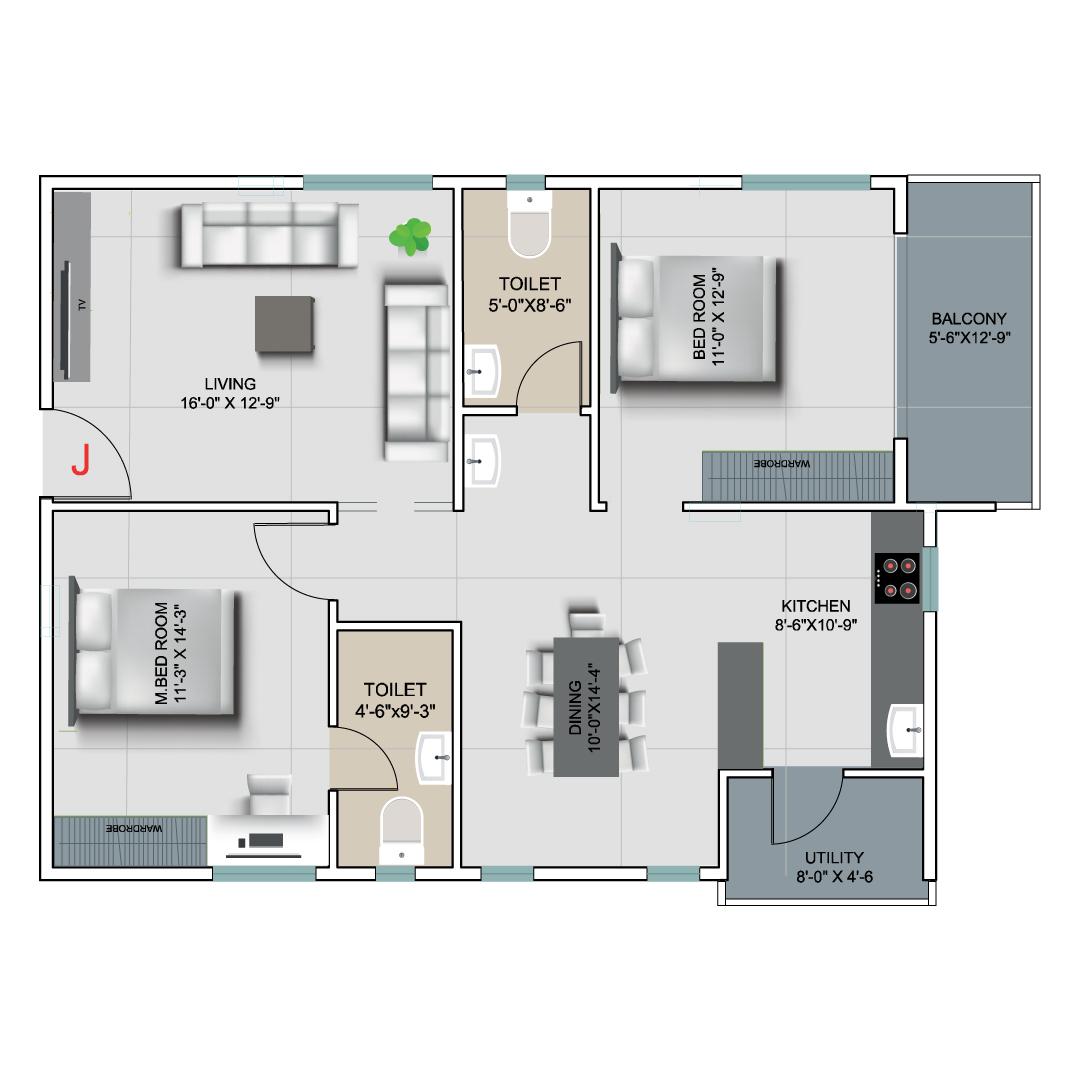 TOILET
5'-0"X8'-6"
BED ROOM
11'-0" X 12'-9"
BALCONY
5'-6"X12'-9"
TV
LIVING
16'-0" X 12'-9"
J
WARDROBE
KITCHEN
8'-6"X10'-9"
M.BED ROOM
11'-3" X 14'-3"
TOILET
4'-6"x9'-3"
DINING
10'-0"X14'-4"
WARDROBE
UTILITY
8'-0" X 4'-6